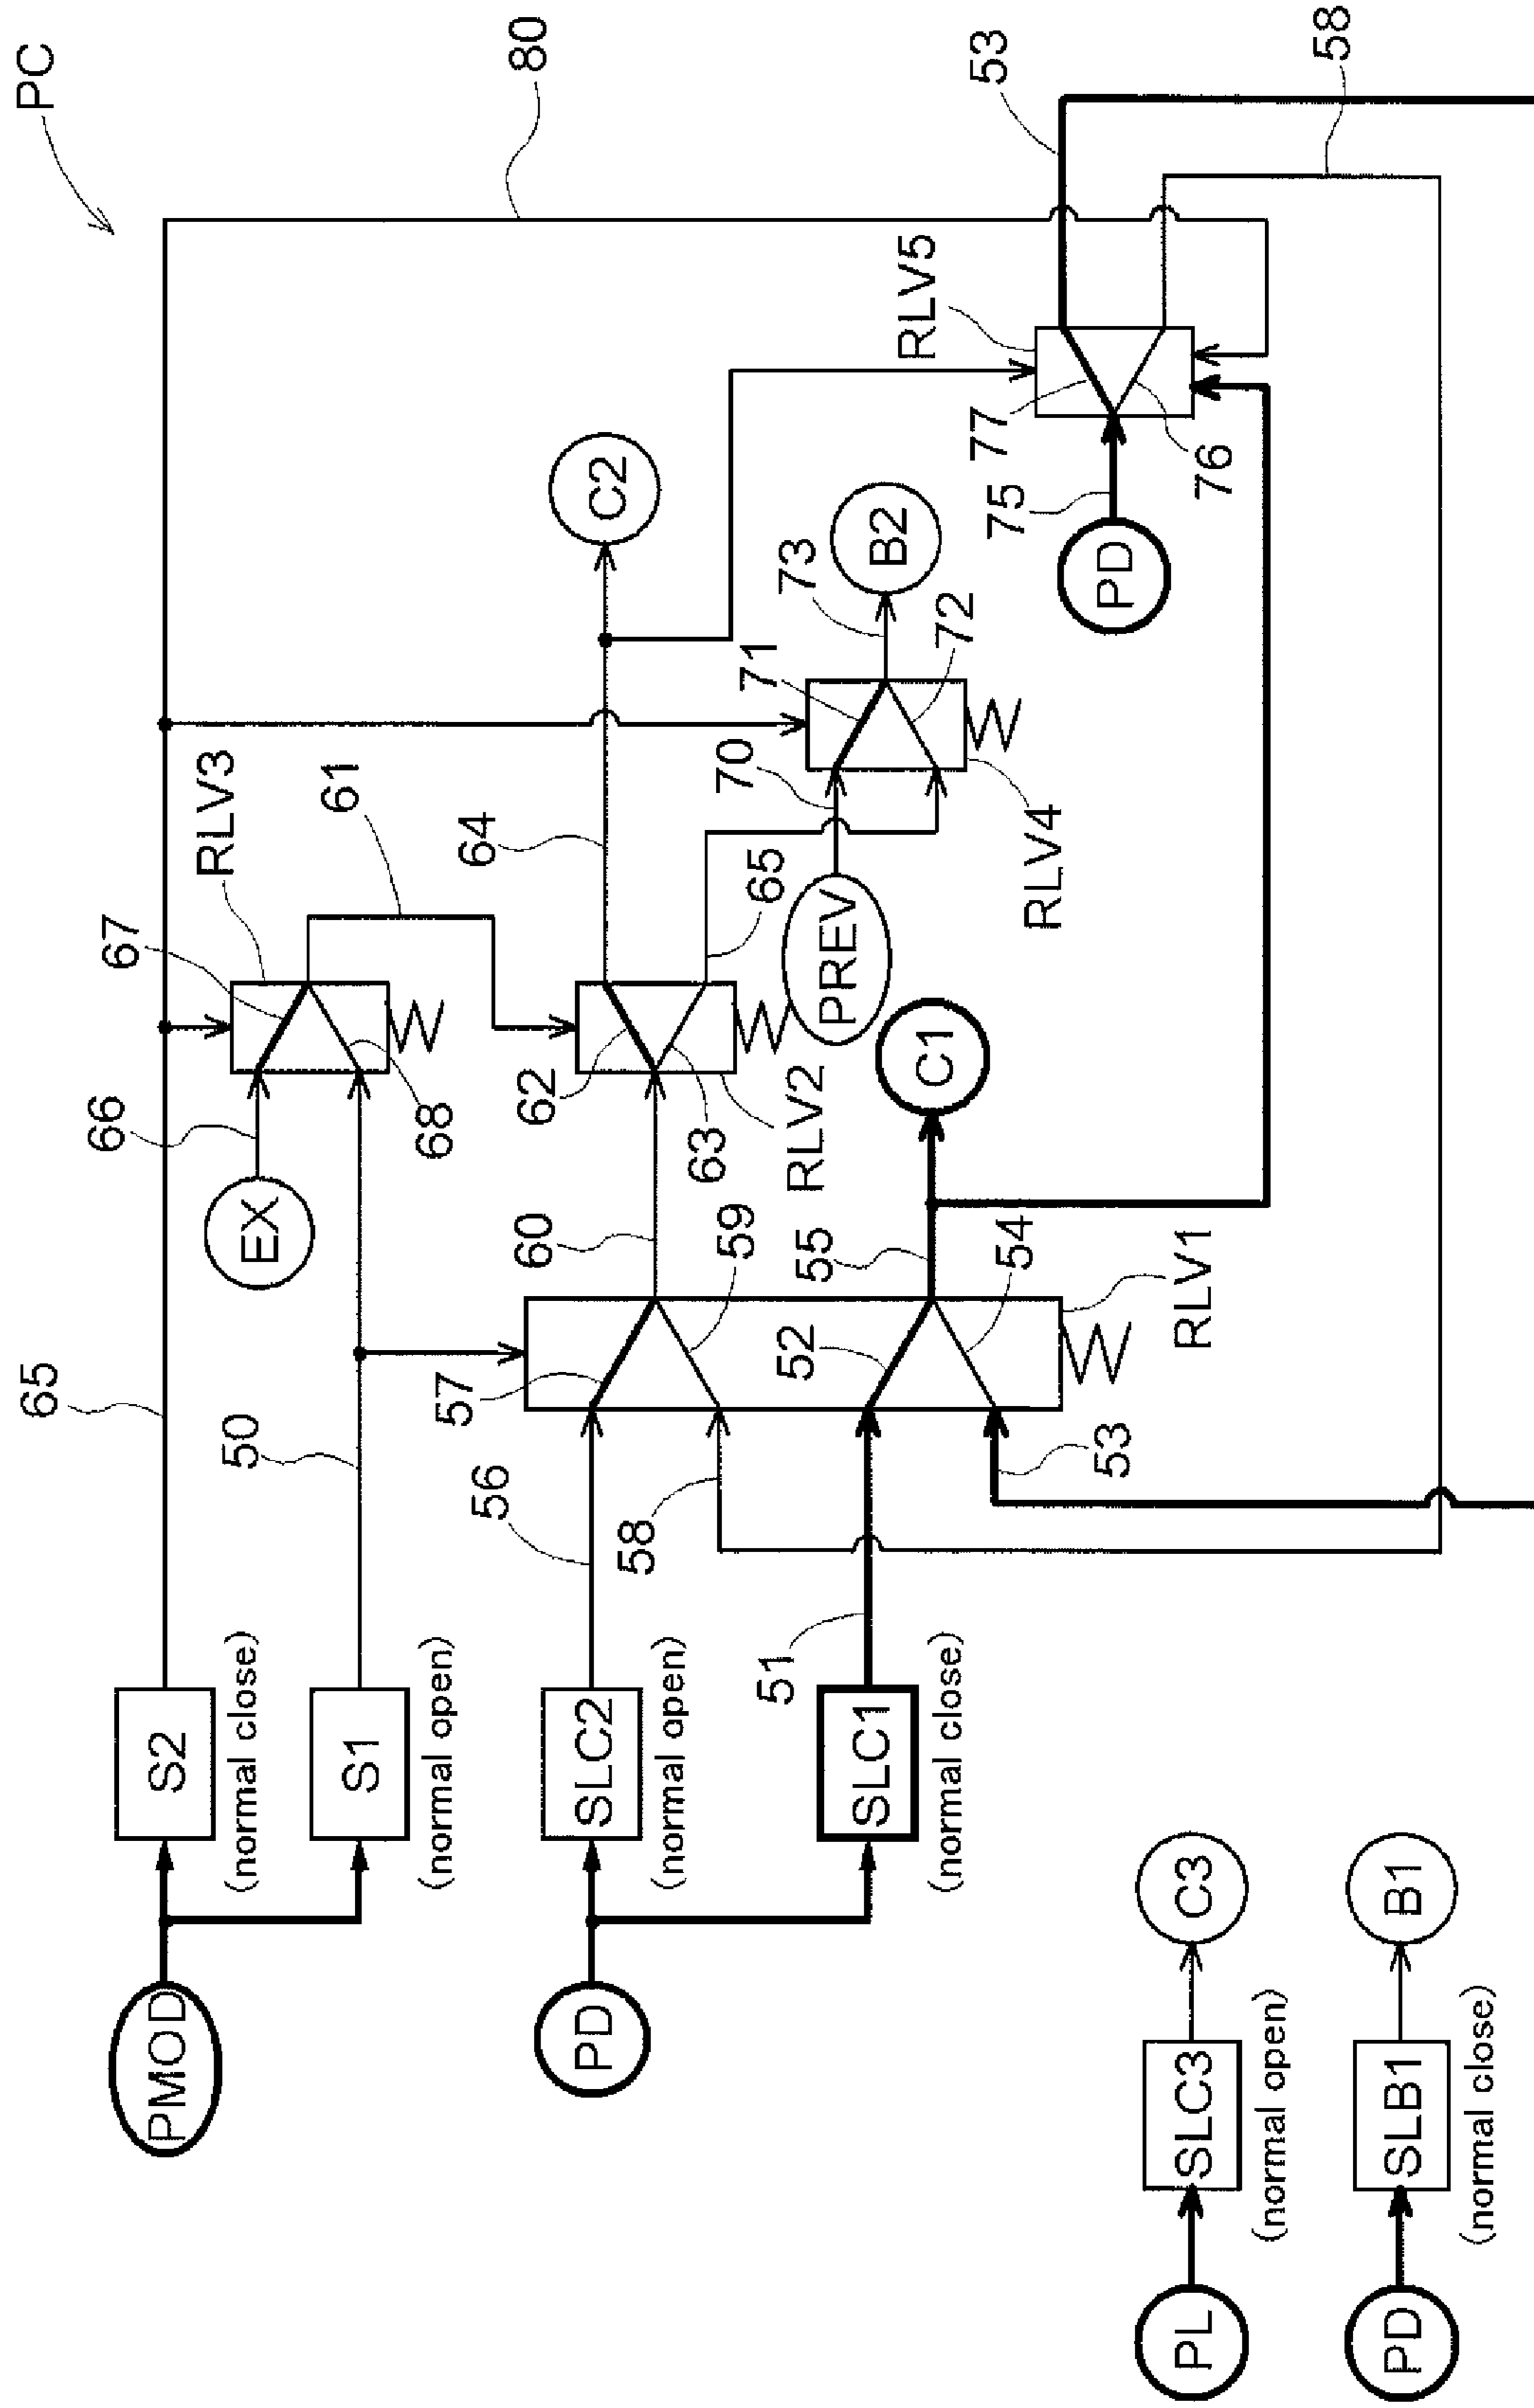 PC
65
66
67
RLV3
80
PMOD
S2
(normal close)
EX
61
50
68
S1
(normal open)
56
57
60
62
64
C2
PD
SLC2
(normal open)
58
59
63
65
70
71
73
RLV5
53
RLV2
PREV
B2
75
77
51
52
55
C1
72
SLC1
(normal close)
54
RLV4
PD
76
53
RLV1
58
PL
SLC3
C3
(normal open)
PD
SLB1
B1
(normal close)